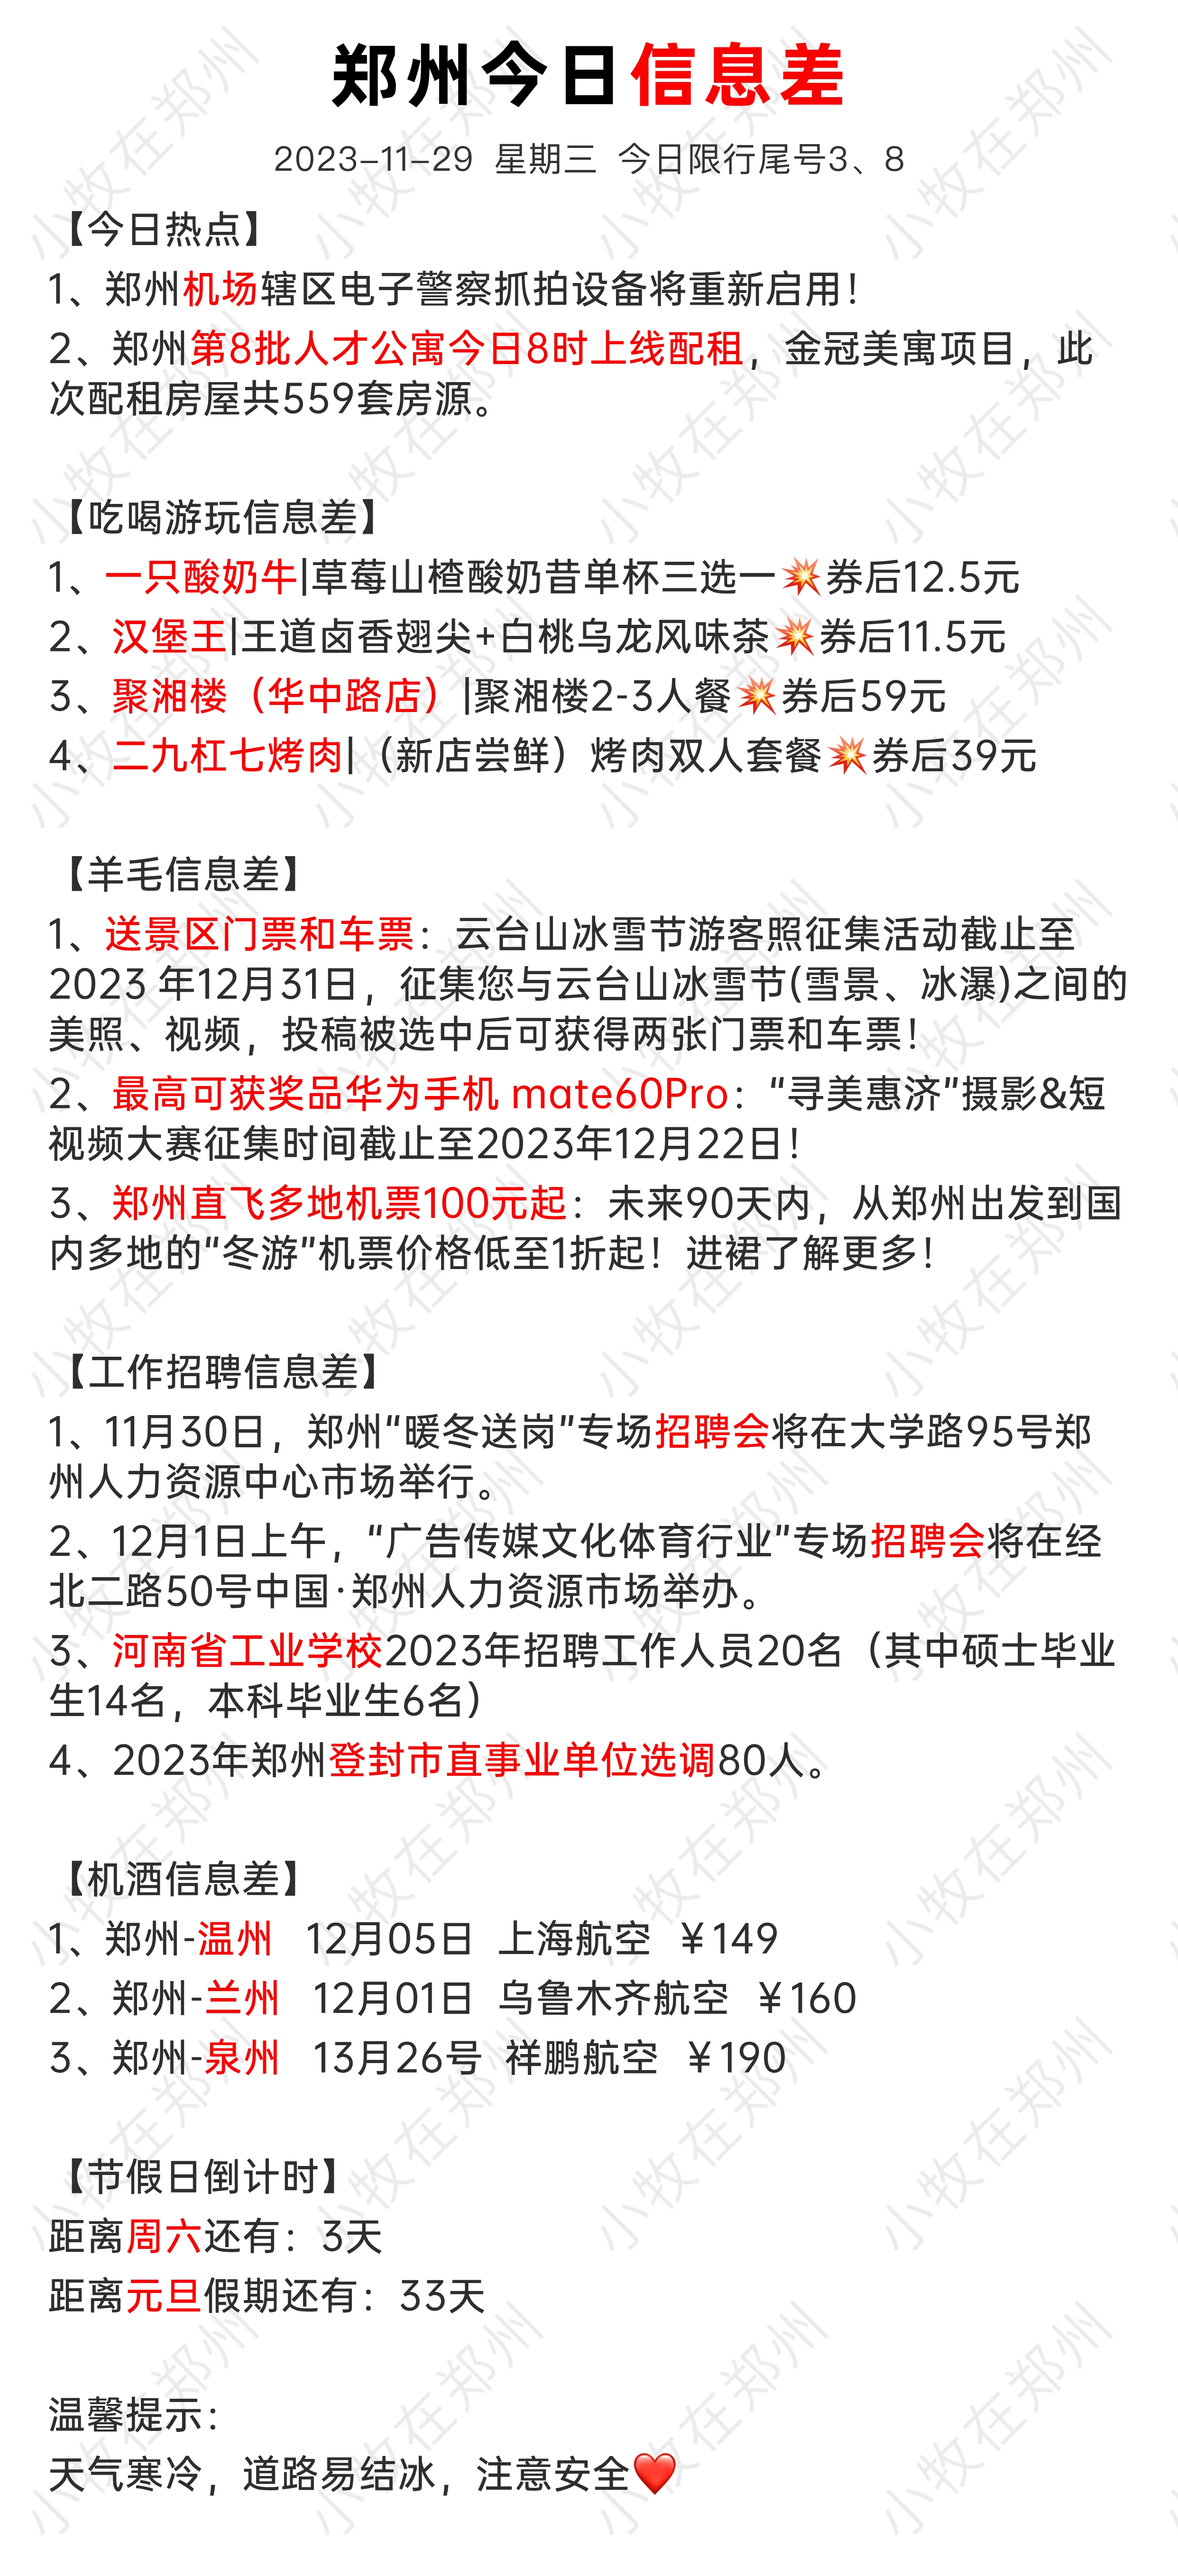 郑州今日信息差
2023-11-29 星期三 今日限行尾号3、8
【今日热点】
1、郑州机场辖区电子警察抓拍设备将重新启用！
2、郑州第8批人才公寓今日8时上线配租，金冠美寓项目，此
次配租房屋共559套房源。
【吃喝游玩信息差】
1、一只酸奶牛|草莓山楂酸奶昔单杯三选一💥券后12.5元
2、汉堡王|王道卤香翅尖+白桃乌龙风味茶💥券后11.5元
3、聚湘楼（华中路店）|聚湘楼2-3人餐💥券后59元
4、二九杠七烤肉|（新店尝鲜）烤肉双人套餐💥券后39元
【羊毛信息差】
1、送景区门票和车票：云台山冰雪节游客照征集活动截止至
2023 年12月31日，征集您与云台山冰雪节(雪景、冰瀑)之间的
美照、视频，投稿被选中后可获得两张门票和车票！
2、最高可获奖品华为手机 mate60Pro：“寻美惠济”摄影&短
视频大赛征集时间截止至2023年12月22日！
3、郑州直飞多地机票100元起：未来90天内，从郑州出发到国
内多地的“冬游”机票价格低至1折起！进裙了解更多！
【工作招聘信息差】
1、11月30日，郑州“暖冬送岗”专场招聘会将在大学路95号郑
州人力资源中心市场举行。
2、12月1日上午，“广告传媒文化体育行业”专场招聘会将在经
北二路50号中国·郑州人力资源市场举办。
3、河南省工业学校2023年招聘工作人员20名（其中硕士毕业
生14名，本科毕业生6名）
4、2023年郑州登封市直事业单位选调80人。
【机酒信息差】
1、郑州-温州 12月05日 上海航空 ￥149
2、郑州-兰州 12月01日 乌鲁木齐航空 ￥160
3、郑州-泉州 13月26号 祥鹏航空 ￥190
【节假日倒计时】
距离周六还有：3天
距离元旦假期还有：33天
温馨提示：
天气寒冷，道路易结冰，注意安全❤️
小牧在郑州